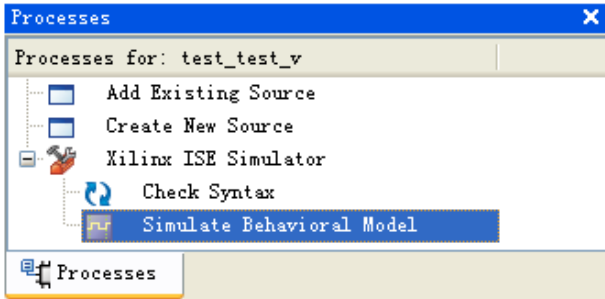 Processes
Processes for: test_test_v
Add Existing Source
Create New Source
Xilinx ISE Simulator
Check Syntax
Simulate Behavioral Model
Processes